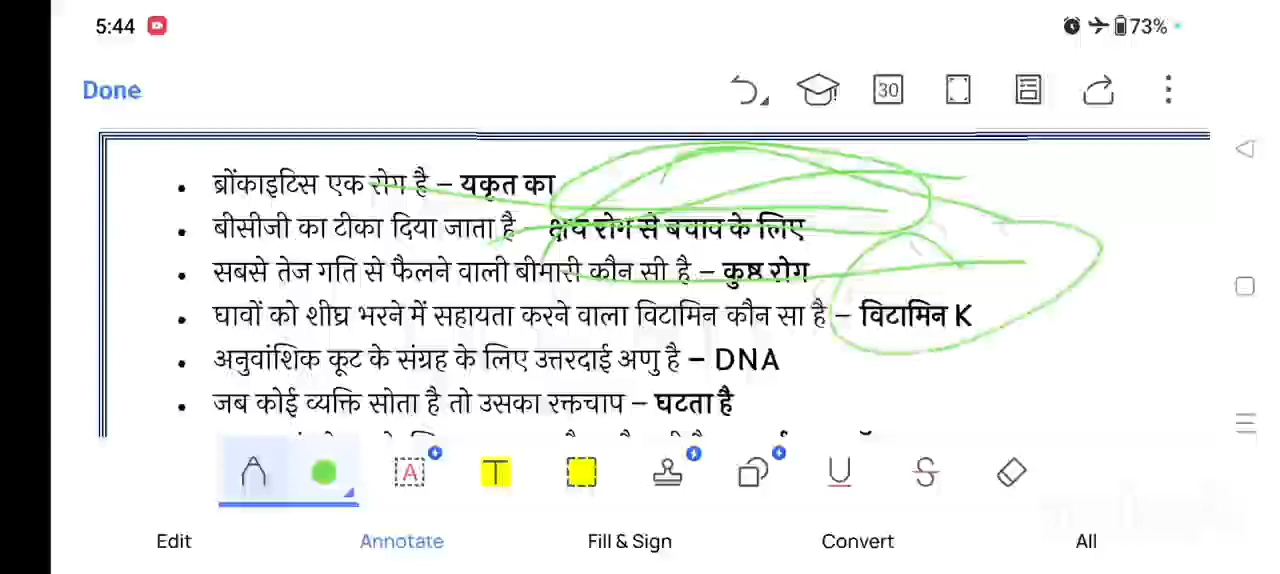 5:44
73%
Done
30
• ब्रोंकाइटिस एक रोग है – यकृत का
• बीसीजी का टीका दिया जाता है - क्षय रोग से बचाव के लिए
• सबसे तेज गति से फैलने वाली बीमारी कौन सी है – कुष्ठ रोग
• घावों को शीघ्र भरने में सहायता करने वाला विटामिन कौन सा है – विटामिन K
• अनुवांशिक कूट के संग्रह के लिए उत्तरदाई अणु है – DNA
• जब कोई व्यक्ति सोता है तो उसका रक्तचाप – घटता है
A T U S
Edit Annotate Fill & Sign Convert All